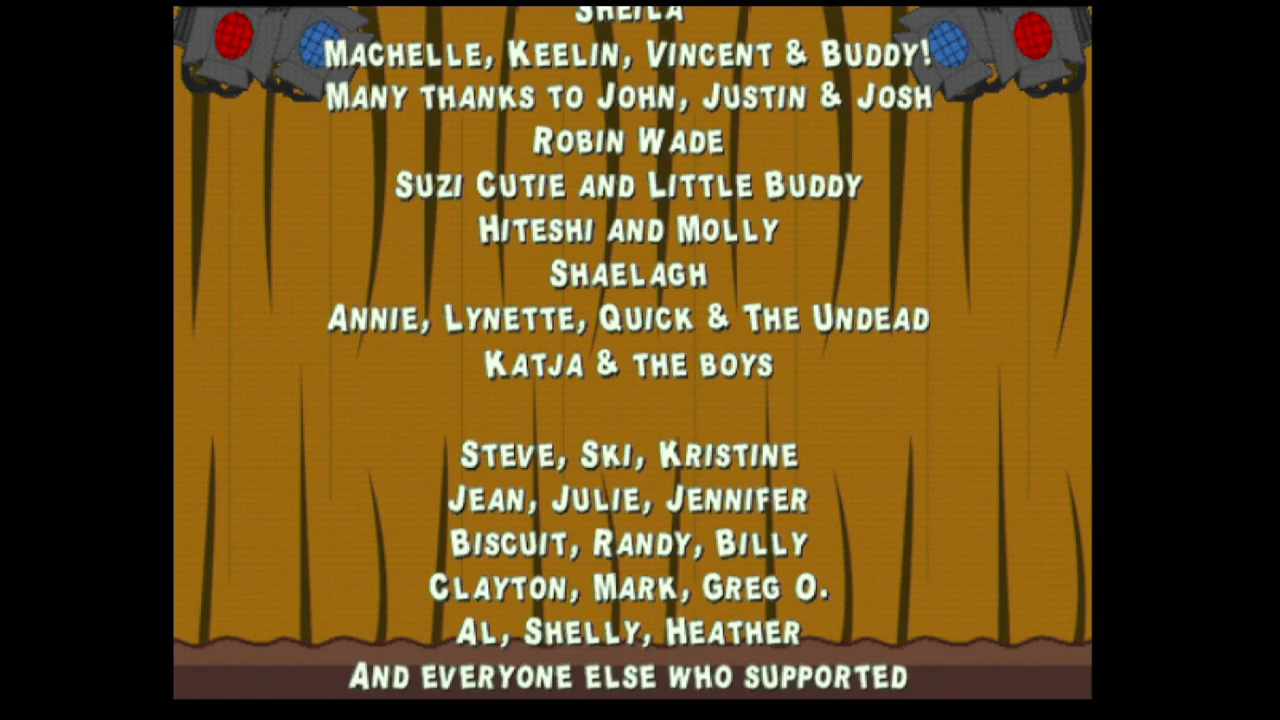 SHEILA
MACHELLE, KEELIN, VINCENT & BUDDY!
MANY THANKS TO JOHN, JUSTIN & JOSH
ROBIN WADE
SUZI CUTIE AND LITTLE BUDDY
HITESHI AND MOLLY
SHAELAGH
ANNIE, LYNETTE, QUICK & THE UNDEAD
KATJA & THE BOYS
STEVE, SKI, KRISTINE
JEAN, JULIE, JENNIFER
BISCUIT, RANDY, BILLY
CLAYTON, MARK, GREG O.
AL, SHELLY, HEATHER
AND EVERYONE ELSE WHO SUPPORTED